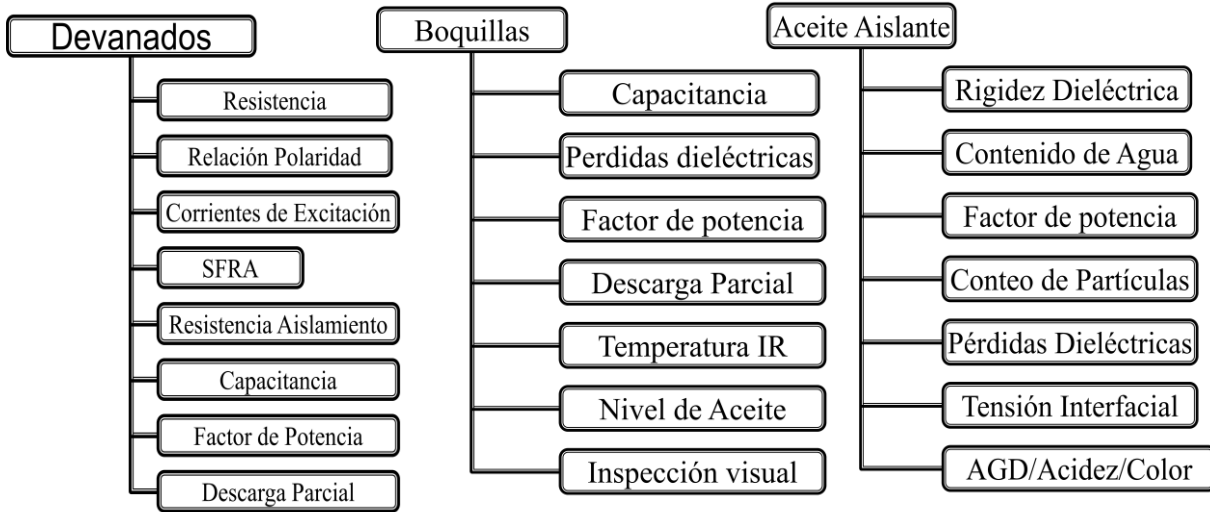 Devanados
Resistencia
Relación Polaridad
Corrientes de Excitación
SFRA
Resistencia Aislamiento
Capacitancia
Factor de Potencia
Descarga Parcial
Boquillas
Capacitancia
Perdidas dieléctricas
Factor de potencia
Descarga Parcial
Temperatura IR
Nivel de Aceite
Inspección visual
Aceite Aislante
Rigidez Dieléctrica
Contenido de Agua
Factor de potencia
Conteo de Partículas
Pérdidas Dieléctricas
Tensión Interfacial
AGD/Acidez/Color